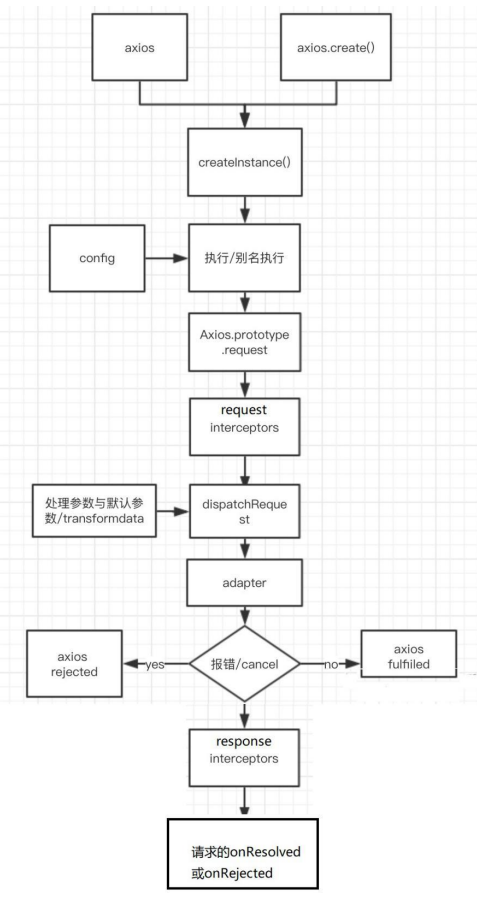 axios
axios.create()
createInstance()
config
执行/别名执行
Axios.prototype
.request
request
interceptors
处理参数与默认参
数/transformdata
dispatchReque
st
adapter
axios
rejected
yes
报错/cancel
no
axios
fulfiiled
response
interceptors
请求的onResolved
或onRejected